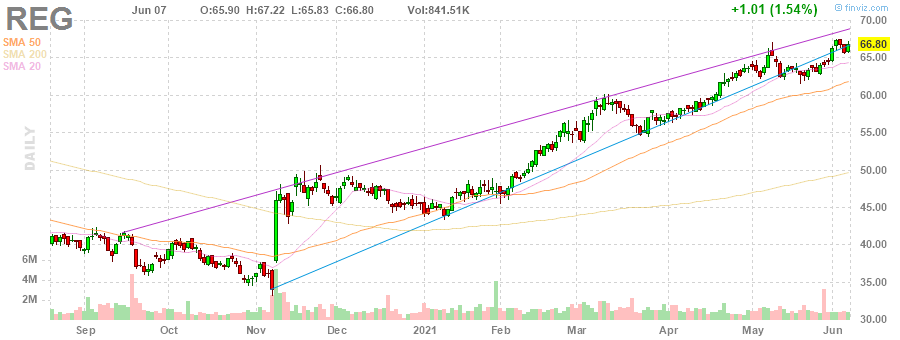 REG
Jun 07 O:65.90 H:67.22 L:65.83 C:66.80 Vol:841.51K +1.01 (1.54%)
© finviz.com
SMA 50
SMA 200
SMA 20
DAILY
70.00
66.80
65.00
60.00
55.00
50.00
45.00
40.00
35.00
30.00
6M
4M
2M
Sep Oct Nov Dec 2021 Feb Mar Apr May Jun